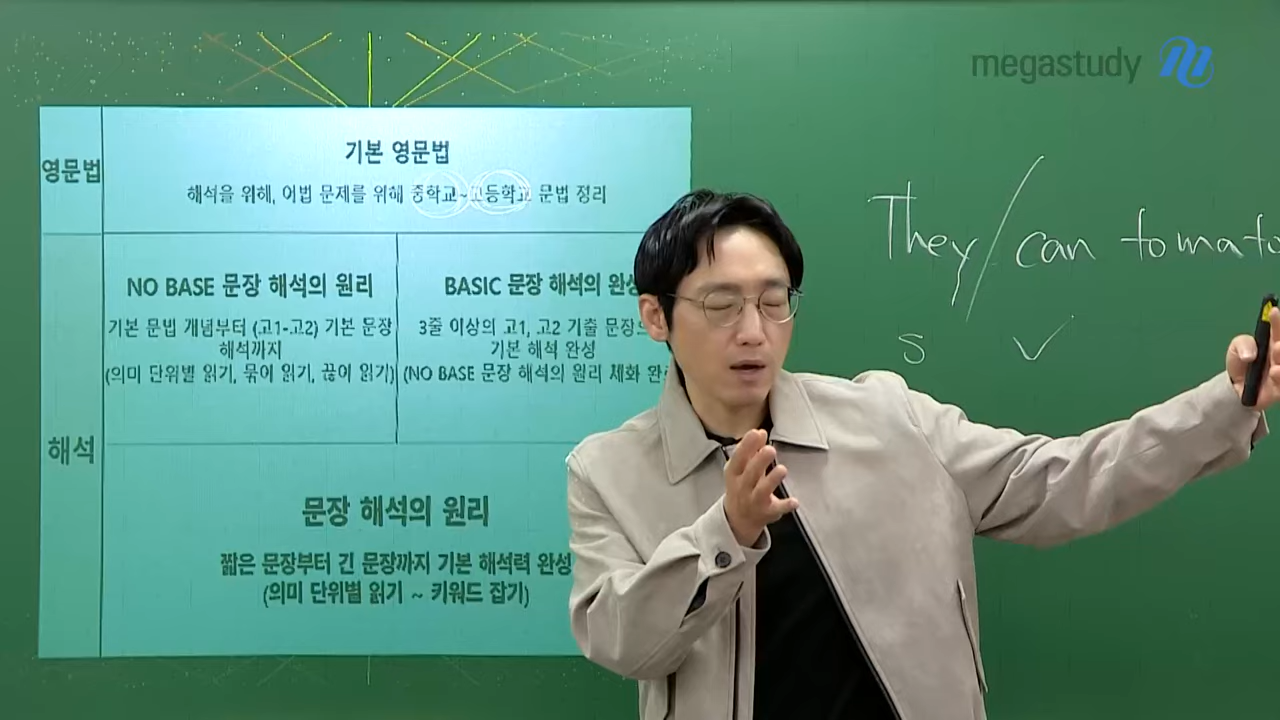 megastudy
영문법
기본 영문법
해석을 위해, 어법 문제를 위해 중학교~고등학교 문법 정리
해석
NO BASE 문장 해석의 원리
기본 문법 개념부터 (고1-고2) 기본 문장
해석까지
(의미 단위별 읽기, 묶어 읽기, 끊어 읽기)
BASIC 문장 해석의
3줄 이상의 고1, 고2 기출
기본 해석 완성
(NO BASE 문장 해석의 원리 체화
문장 해석의 원리
짧은 문장부터 긴 문장까지 기본 해석력 완성
(의미 단위별 읽기 ~ 키워드 잡기)
They / can
S V